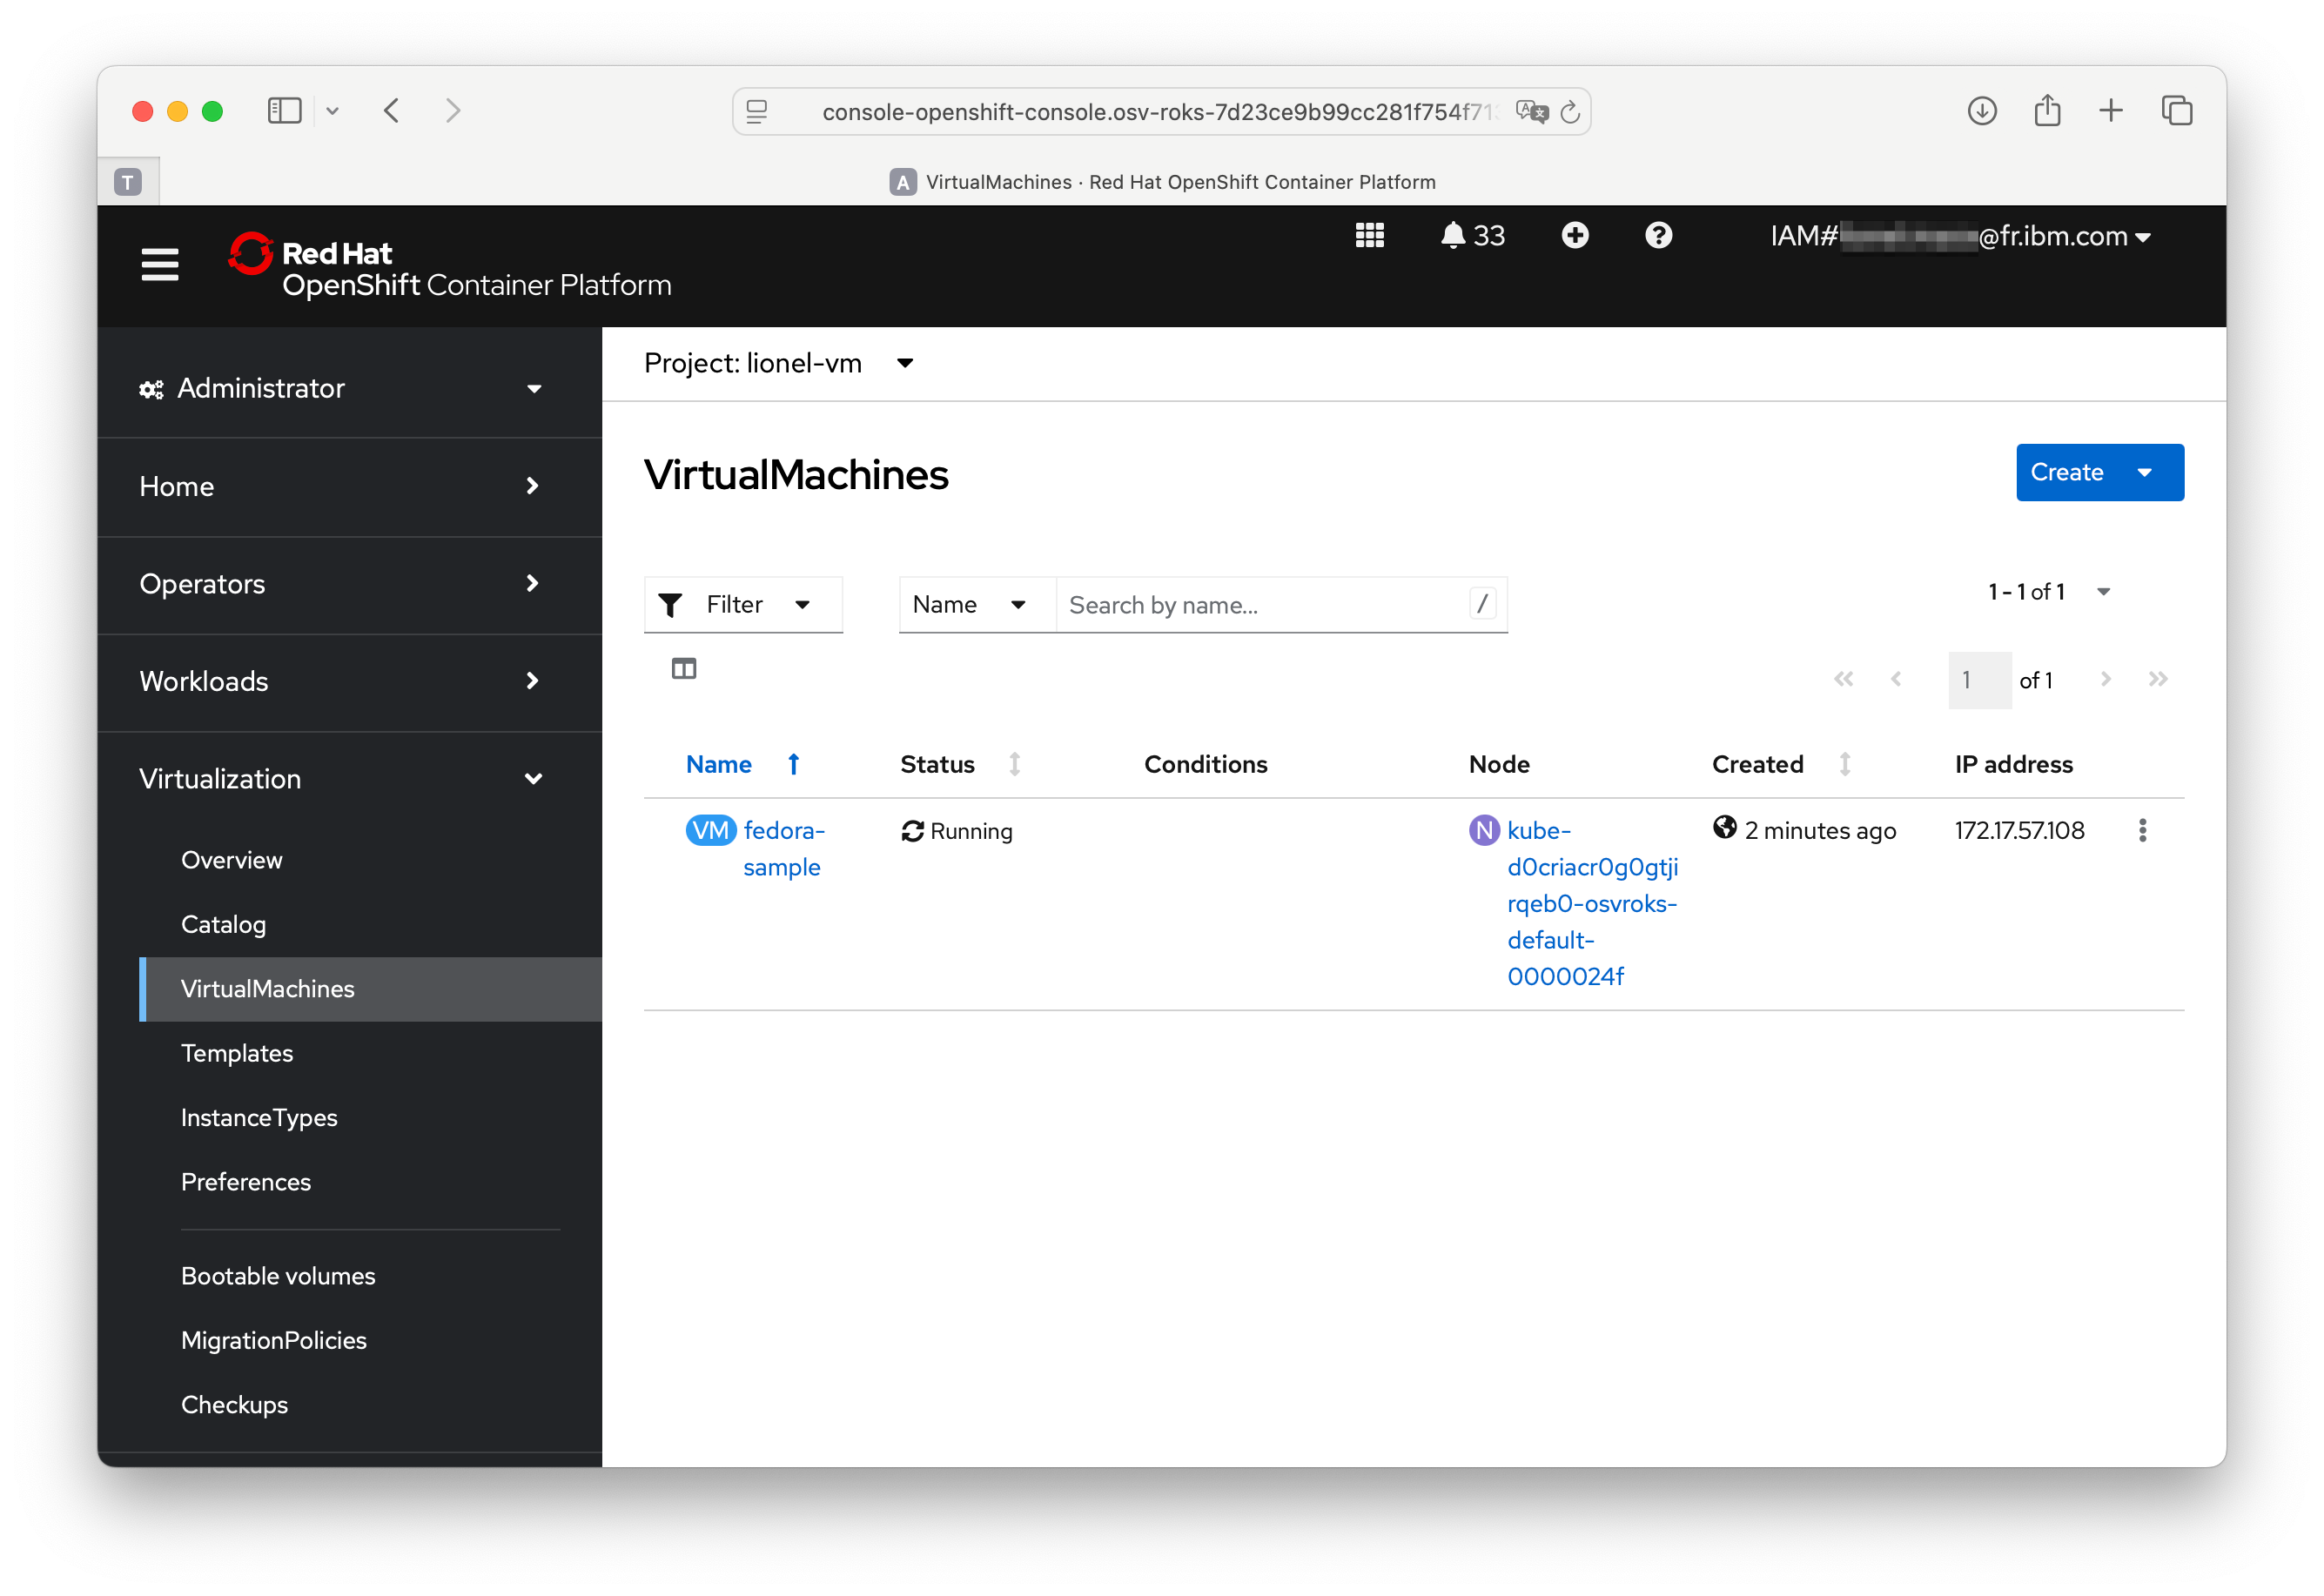 console-openshift-console.osv-roks-7d23ce9b99cc281f754f713
T
A VirtualMachines · Red Hat OpenShift Container Platform
Red Hat
OpenShift Container Platform
33
IAM#
@fr.ibm.com
Administrator
Home
Operators
Workloads
Virtualization
Overview
Catalog
VirtualMachines
Templates
InstanceTypes
Preferences
Bootable volumes
MigrationPolicies
Checkups
Project: lionel-vm
VirtualMachines
Create
Filter
Name
Search by name...
/
1 - 1 of 1
1 of 1
Name Status Conditions Node Created IP address
VM fedora-
sample
Running
N kube-
d0criacr0g0gtji
rqeb0-osvroks-
default-
0000024f
2 minutes ago
172.17.57.108